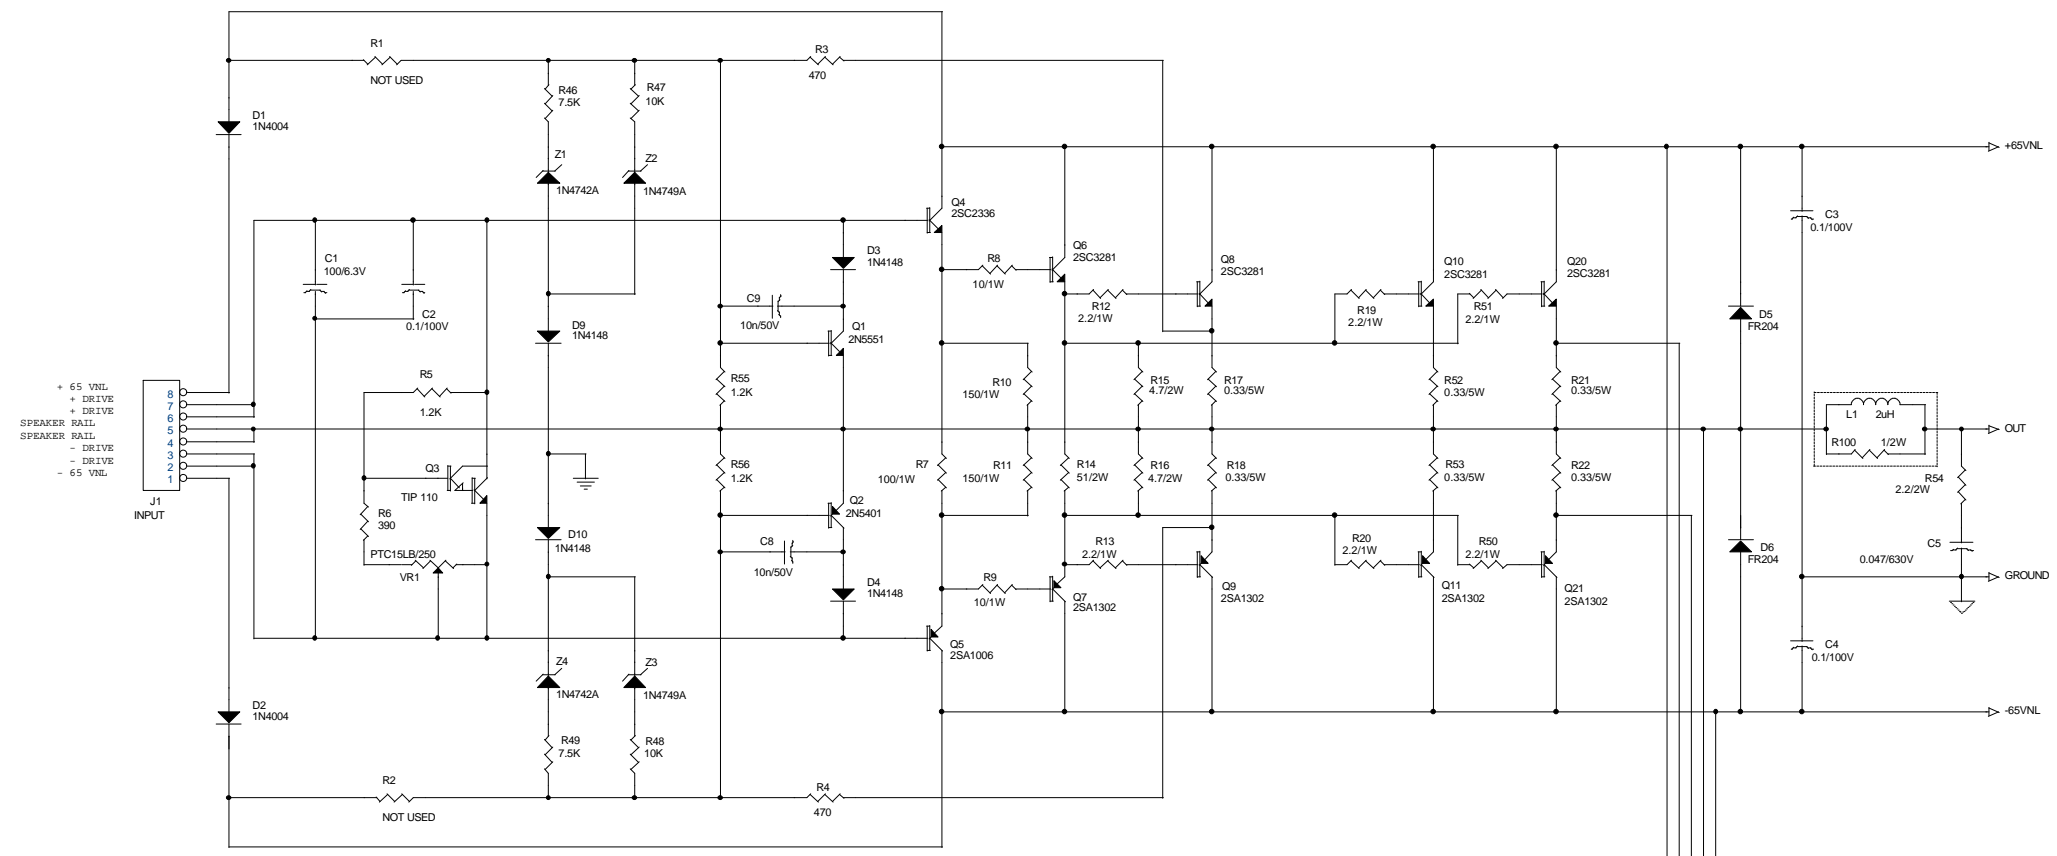 R1
NOT USED
R3
470
R46
7.5K
R47
10K
D1
1N4004
Z1
1N4742A
Z2
1N4749A
+65VNL
Q4
2SC2336
C3
0.1/100V
C1
100/6.3V
C2
0.1/100V
D3
1N4148
R8
10/1W
Q6
2SC3281
Q8
2SC3281
Q10
2SC3281
Q20
2SC3281
C9
10n/50V
R12
2.2/1W
R19
2.2/1W
R51
2.2/1W
D5
FR204
D9
1N4148
Q1
2N5551
+ 65 VNL
+ DRIVE
+ DRIVE
SPEAKER RAIL
SPEAKER RAIL
- DRIVE
- DRIVE
- 65 VNL
8
7
6
5
4
3
2
1
J1
INPUT
R5
1.2K
R55
1.2K
R10
150/1W
R15
4.7/2W
R17
0.33/5W
R52
0.33/5W
R21
0.33/5W
L1 2uH
R100 1/2W
OUT
Q3
TIP 110
R56
1.2K
R7
100/1W
R11
150/1W
R14
51/2W
R16
4.7/2W
R18
0.33/5W
R53
0.33/5W
R22
0.33/5W
R54
2.2/2W
R6
390
Q2
2N5401
PTC15LB/250
VR1
D10
1N4148
C8
10n/50V
R13
2.2/1W
R20
2.2/1W
R50
2.2/1W
D6
FR204
C5
0.047/630V
GROUND
D4
1N4148
R9
10/1W
Q7
2SA1302
Q9
2SA1302
Q11
2SA1302
Q21
2SA1302
Q5
2SA1006
C4
0.1/100V
Z4
1N4742A
Z3
1N4749A
D2
1N4004
-65VNL
R49
7.5K
R48
10K
R2
NOT USED
R4
470